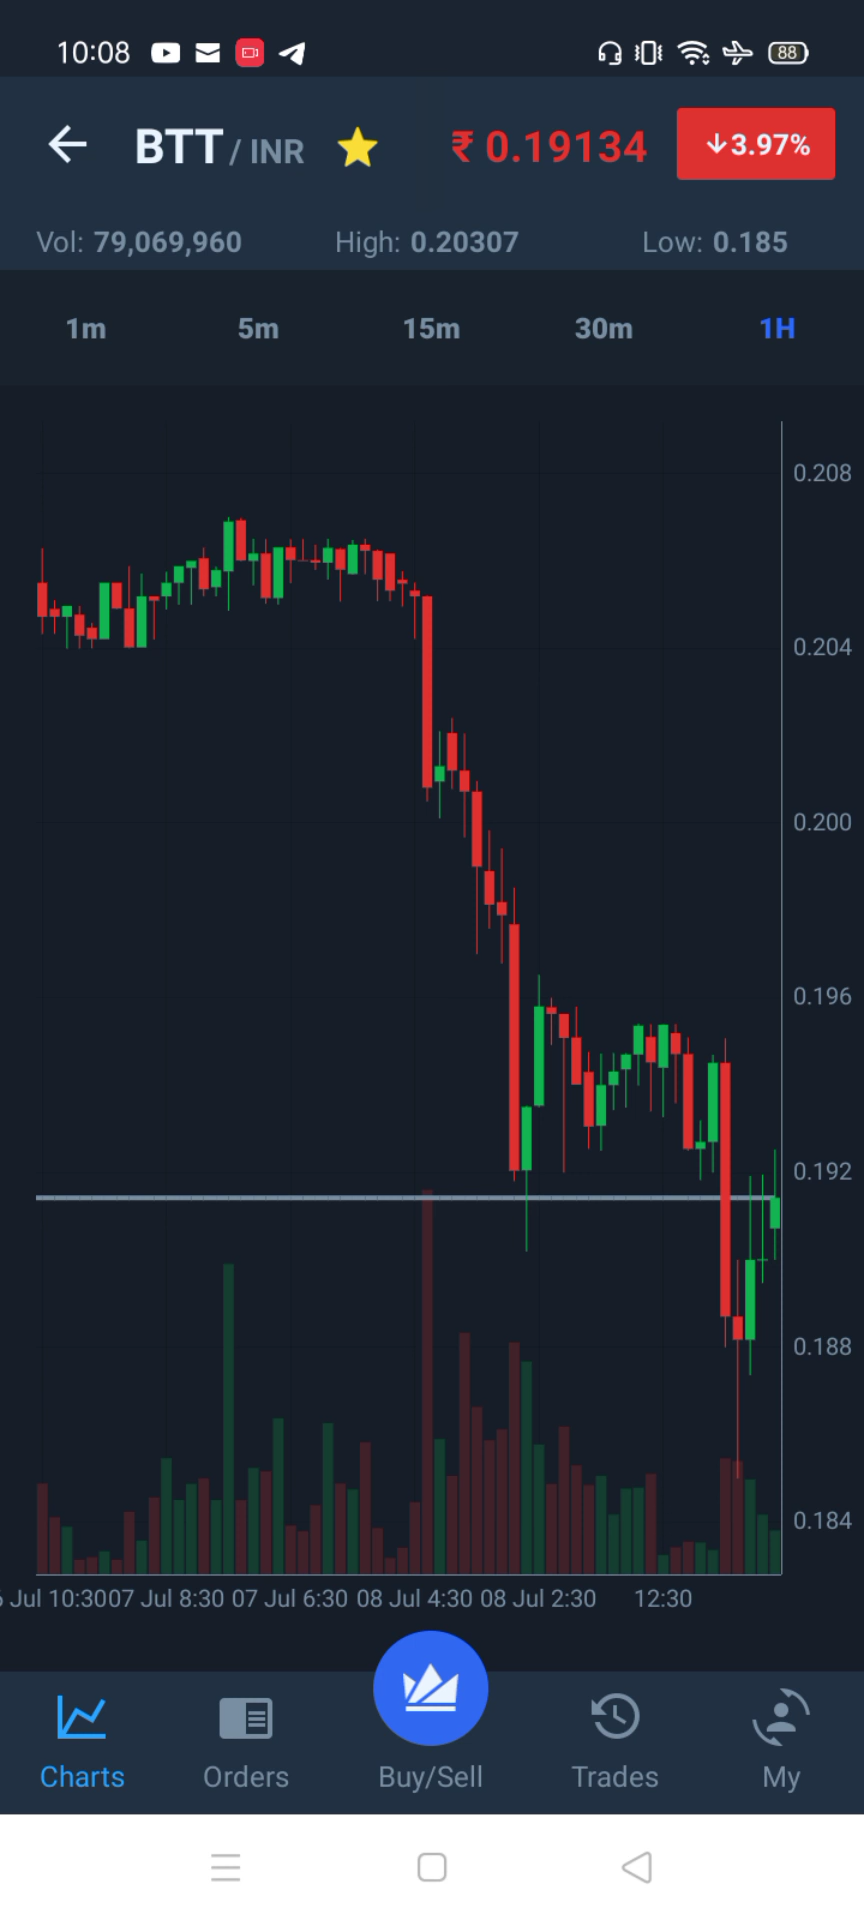 10:08 88
BTT / INR ₹ 0.19134 ↓3.97%
Vol: 79,069,960 High: 0.20307 Low: 0.185
1m 5m 15m 30m 1H
0.208
0.204
0.200
0.196
0.192
0.188
0.184
6 Jul 10:30 07 Jul 8:30 07 Jul 6:30 08 Jul 4:30 08 Jul 2:30 12:30
Charts Orders Buy/Sell Trades My